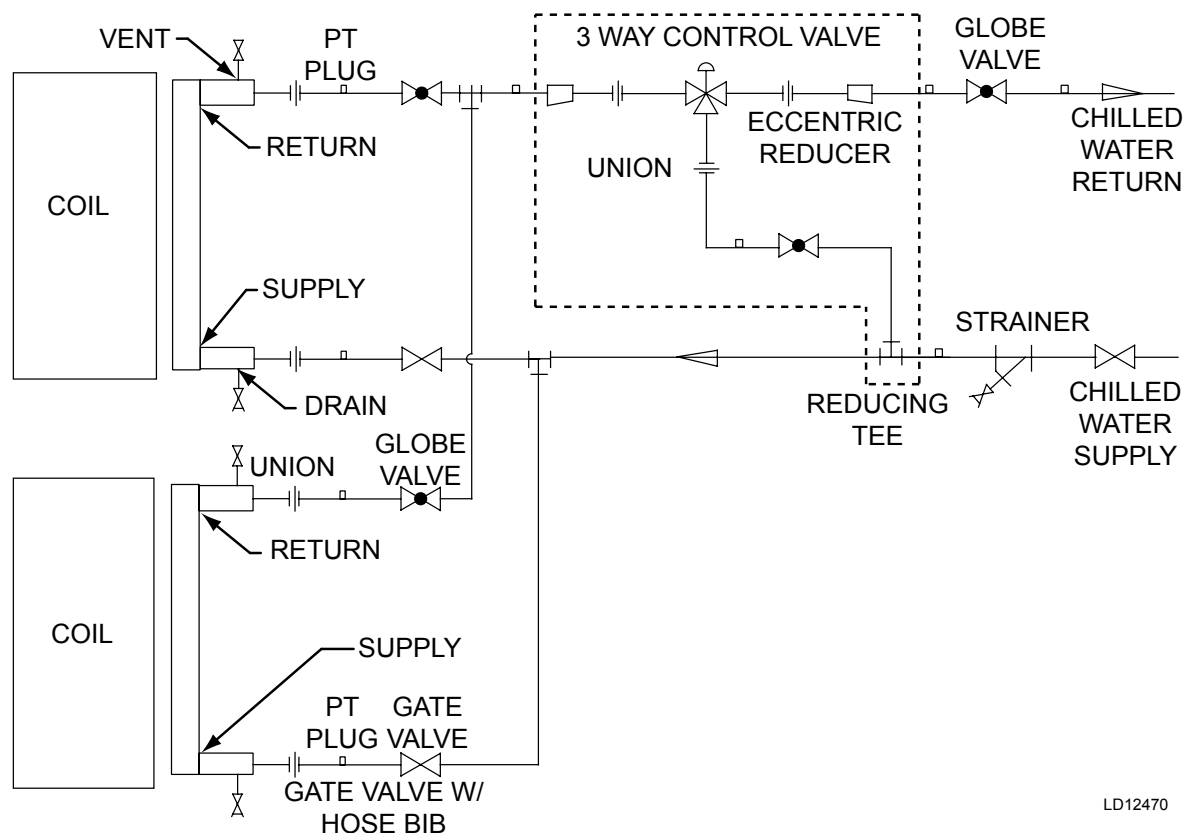 VENT
PT
PLUG
3 WAY CONTROL VALVE
GLOBE
VALVE
COIL
RETURN
ECCENTRIC
REDUCER
UNION
CHILLED
WATER
RETURN
SUPPLY
STRAINER
DRAIN
REDUCING
TEE
CHILLED
WATER
SUPPLY
UNION
GLOBE
VALVE
RETURN
COIL
SUPPLY
PT
PLUG
GATE
VALVE
GATE VALVE W/
HOSE BIB
LD12470